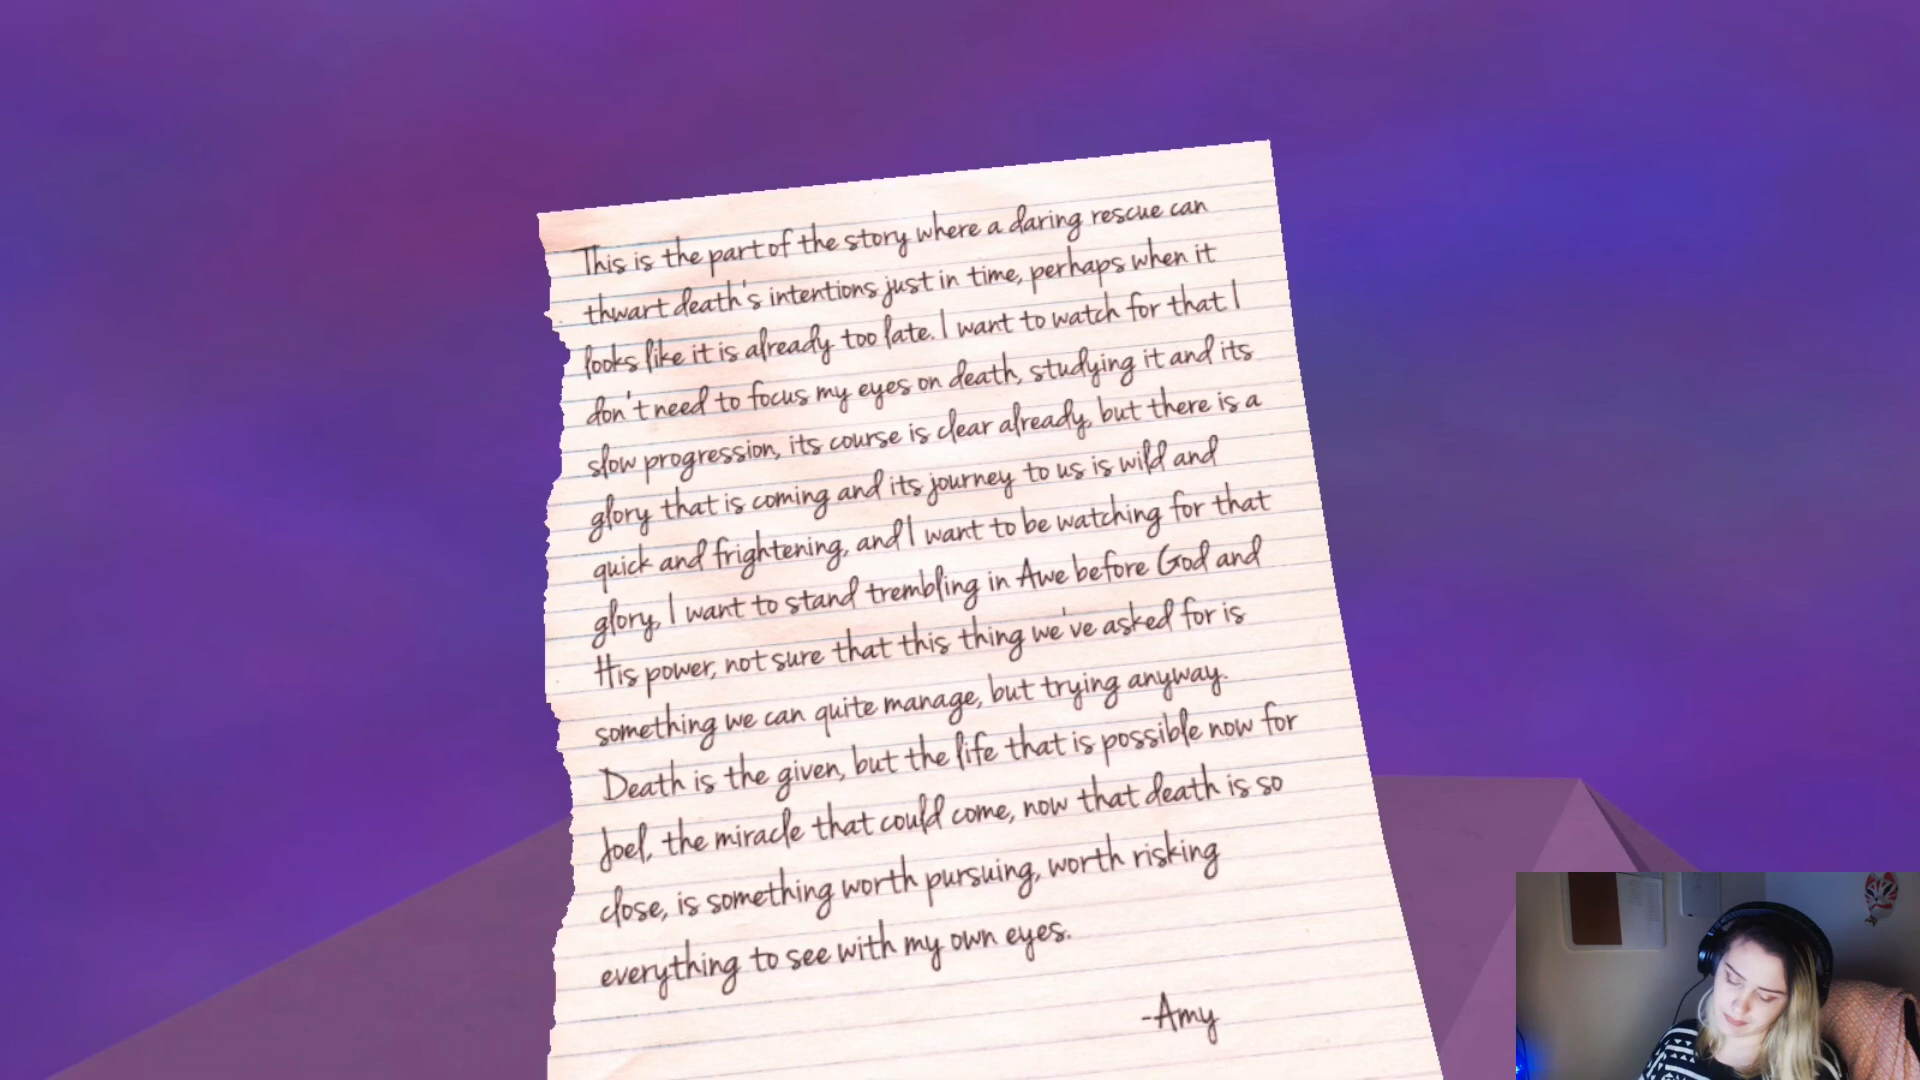 This is the part of the story where a daring rescue can
thwart death's intentions just in time, perhaps when it
looks like it is already too late. I want to watch for that I
don't need to focus my eyes on death, studying it and its
slow progression, its course is clear already, but there is a
glory that is coming and its journey to us is wild and
quick and frightening, and I want to be watching for that
glory, I want to stand trembling in Awe before God and
His power, not sure that this thing we've asked for is
something we can quite manage, but trying anyway.
Death is the given, but the life that is possible now for
Joel, the miracle that could come, now that death is so
close, is something worth pursuing, worth risking
everything to see with my own eyes.
-Amy